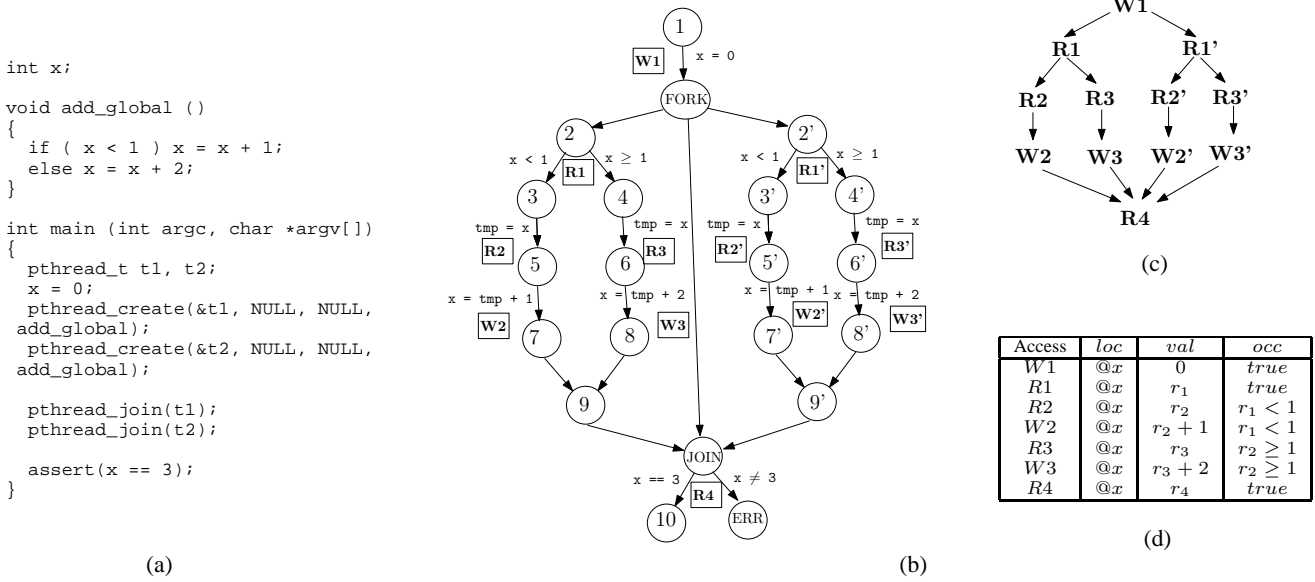 int x;
void add_global ()
{
if ( x < 1 ) x = x + 1;
else x = x + 2;
}
int main (int argc, char *argv[])
{
pthread_t t1, t2;
x = 0;
pthread_create(&t1, NULL, NULL,
add_global);
pthread_create(&t2, NULL, NULL,
add_global);
pthread_join(t1);
pthread_join(t2);
assert(x == 3);
}
(a)
1
W1 x = 0
FORK
2 2'
x < 1 R1 x ≥ 1 x < 1 R1' x ≥ 1
3 4 3' 4'
tmp = x tmp = x tmp = x tmp = x
R2 R3 R2' R3'
5 6 5' 6'
x = tmp + 1 x = tmp + 2 x = tmp + 1 x = tmp + 2
W2 W3 W2' W3'
7 8 7' 8'
9 9'
JOIN
x == 3 R4 x ≠ 3
10 ERR
(b)
W1
R1 R1'
R2 R3 R2' R3'
W2 W3 W2' W3'
R4
(c)
Access loc val occ
W1 @x 0 true
R1 @x r1 true
R2 @x r2 r1 < 1
W2 @x r2 + 1 r1 < 1
R3 @x r3 r2 ≥ 1
W3 @x r3 + 2 r2 ≥ 1
R4 @x r4 true
(d)